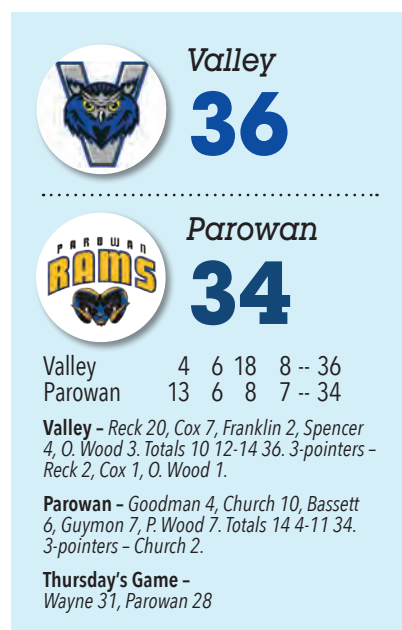 Valley
36
PAROWAN
RAMS
Parowan
34
Valley 4 6 18 8 -- 36
Parowan 13 6 8 7 -- 34
Valley – Reck 20, Cox 7, Franklin 2, Spencer
4, O. Wood 3. Totals 10 12-14 36. 3-pointers –
Reck 2, Cox 1, O. Wood 1.
Parowan – Goodman 4, Church 10, Bassett
6, Guymon 7, P. Wood 7. Totals 14 4-11 34.
3-pointers – Church 2.
Thursday's Game –
Wayne 31, Parowan 28